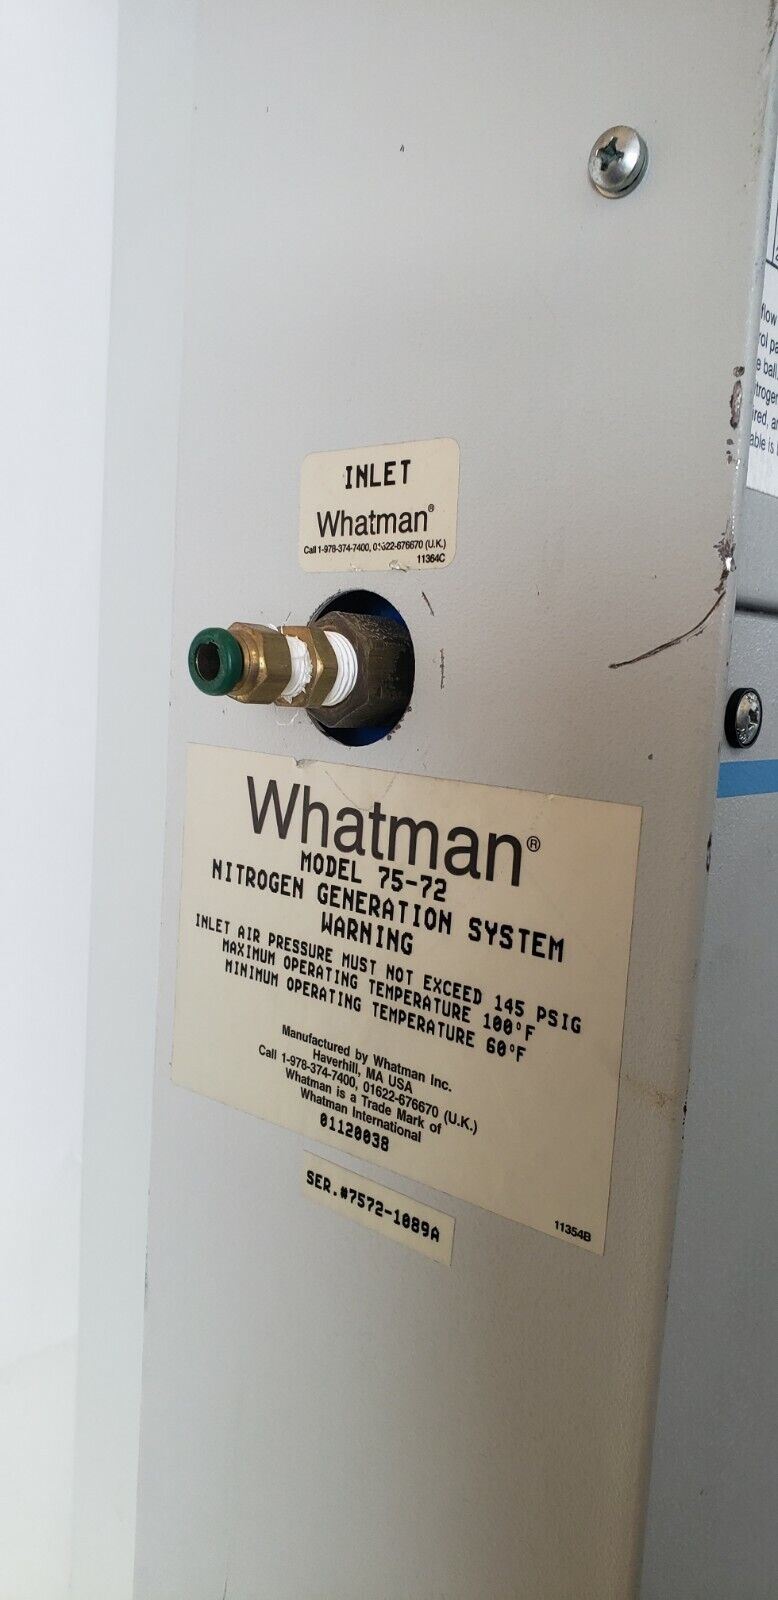 INLET
Whatman®
Call 1-978-374-7400, 01622-676670 (U.K.)
11364C
Whatman®
MODEL 75-72
NITROGEN GENERATION SYSTEM
WARNING
INLET AIR PRESSURE MUST NOT EXCEED 145 PSIG
MAXIMUM OPERATING TEMPERATURE 100°F
MINIMUM OPERATING TEMPERATURE 60°F
Manufactured by Whatman Inc.
Haverhill, MA USA
Call 1-978-374-7400, 01622-676670 (U.K.)
Whatman is a Trade Mark of
Whatman International
01120038
11354B
SER.#7572-1089A
flow
ball.